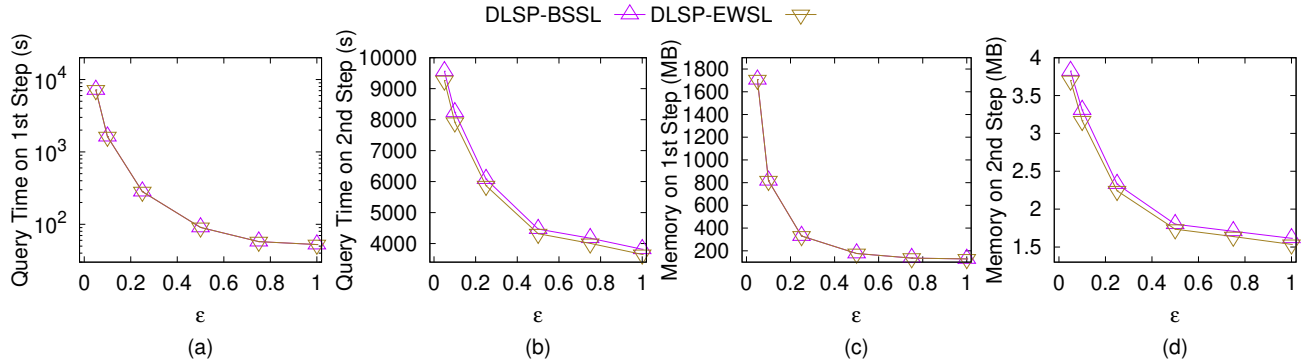 DLSP-BSSL DLSP-EWSL
Query Time on 1st Step (s)
10^4
10^3
10^2
0 0.2 0.4 0.6 0.8 1
ε
(a)
Query Time on 2nd Step (s)
10000
9000
8000
7000
6000
5000
4000
0 0.2 0.4 0.6 0.8 1
ε
(b)
Memory on 1st Step (MB)
1800
1600
1400
1200
1000
800
600
400
200
0 0.2 0.4 0.6 0.8 1
ε
(c)
Memory on 2nd Step (MB)
4
3.5
3
2.5
2
1.5
0 0.2 0.4 0.6 0.8 1
ε
(d)